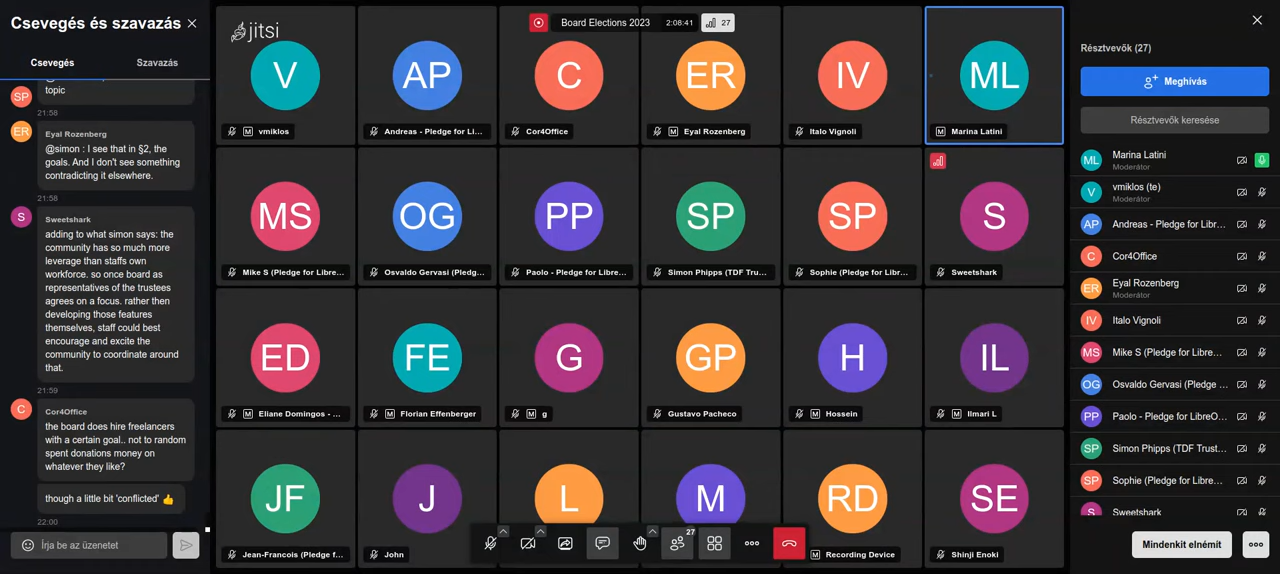 Csevegés és szavazás
Csevegés
Szavazás
topic
SP
21:58
ER
Eyal Rozenberg
@simon : I see that in §2, the
goals. And I don't see something
contradicting it elsewhere.
21:58
S
Sweetshark
adding to what simon says: the
community has so much more
leverage than staffs own
workforce. so once board as
representatives of the trustees
agrees on a focus. rather then
developing those features
themselves, staff could best
encourage and excite the
community to coordinate around
that.
21:59
C
Cor4Office
the board does hire freelancers
with a certain goal.. not to random
spent donations money on
whatever they like?
though a little bit 'conflicted' 👍
22:00
Írja be az üzenetet
jitsi
Board Elections 2023
2:08:41
27
V
M vmiklos
AP
Andreas - Pledge for Li...
C
Cor4Office
ER
M Eyal Rozenberg
IV
Italo Vignoli
ML
M Marina Latini
MS
Mike S (Pledge for Libre...
OG
Osvaldo Gervasi (Pledg...
PP
Paolo - Pledge for Libre...
SP
Simon Phipps (TDF Tru...
SP
Sophie (Pledge for Libr...
S
Sweetshark
ED
M Eliane Domingos - ...
FE
M Florian Effenberger
G
M g
GP
Gustavo Pacheco
H
M Hossein
IL
M Ilmari L
JF
Jean-Francois (Pledge f...
J
John
L
M
RD
M Recording Device
SE
Shinji Enoki
27
Résztvevők (27)
Meghívás
Résztvevők keresése
ML
Marina Latini
Moderátor
V
vmiklos (te)
Moderátor
AP
Andreas - Pledge for Libr...
C
Cor4Office
ER
Eyal Rozenberg
Moderátor
IV
Italo Vignoli
MS
Mike S (Pledge for Libre...
OG
Osvaldo Gervasi (Pledge ...
PP
Paolo - Pledge for LibreO...
SP
Simon Phipps (TDF Trust...
SP
Sophie (Pledge for Libre...
S
Sweetshark
Mindenkit elnémít